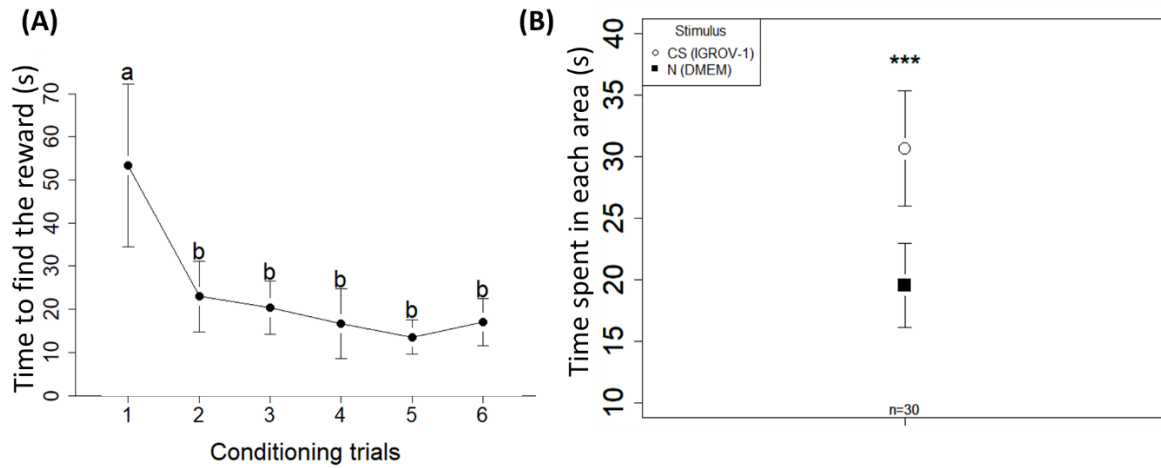 (A)
Time to find the reward (s)
70
60
50
40
30
20
10
0
a
b
b
b
b
b
1 2 3 4 5 6
Conditioning trials
(B)
Time spent in each area (s)
40
35
30
25
20
15
10
Stimulus
CS (IGROV-1)
N (DMEM)
***
n=30